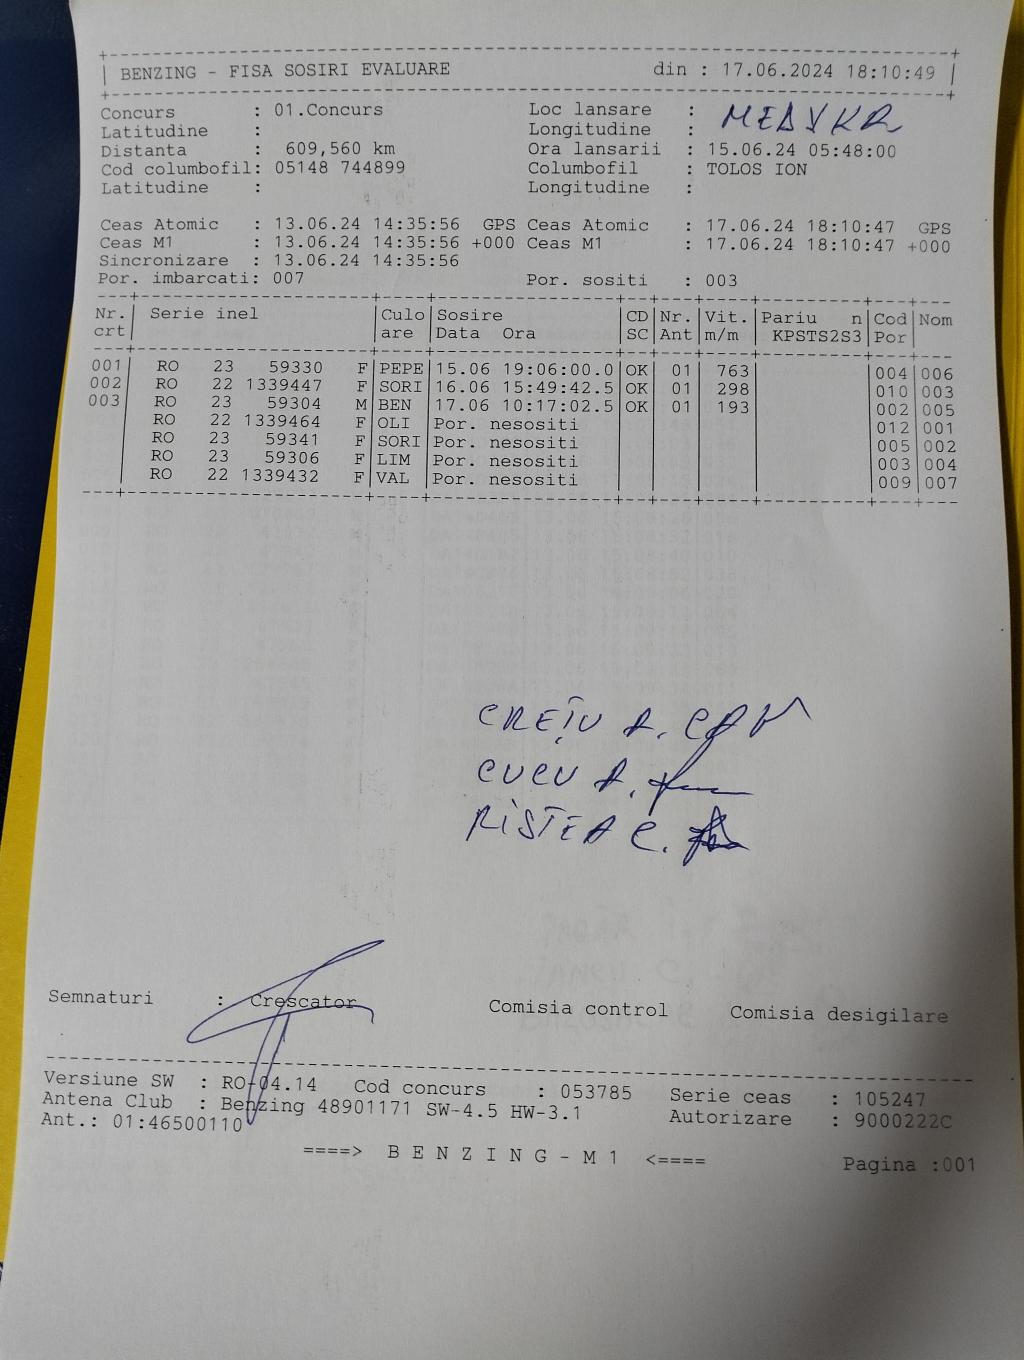 BENZING - FISA SOSIRI EVALUARE din : 17.06.2024 18:10:49
Concurs : 01.Concurs Loc lansare : MEDVKR
Latitudine : Longitudine :
Distanta : 609,560 km Ora lansarii : 15.06.24 05:48:00
Cod columbofil: 05148 744899 Columbofil : TOLOS ION
Latitudine : Longitudine :
Ceas Atomic : 13.06.24 14:35:56 GPS Ceas Atomic : 17.06.24 18:10:47 GPS
Ceas M1 : 13.06.24 14:35:56 +000 Ceas M1 : 17.06.24 18:10:47 +000
Sincronizare : 13.06.24 14:35:56
Por. imbarcati: 007 Por. sositi : 003
Nr. Serie inel Culo Sosire CD Nr. Vit. Pariu n Cod Nom
crt are Data Ora SC Ant m/m KPSTS2S3 Por
001 RO 23 59330 F PEPE 15.06 19:06:00.0 OK 01 763 004 006
002 RO 22 1339447 F SORI 16.06 15:49:42.5 OK 01 298 010 003
003 RO 23 59304 M BEN 17.06 10:17:02.5 OK 01 193 002 005
RO 22 1339464 F OLI Por. nesositi 012 001
RO 23 59341 F SORI Por. nesositi 005 002
RO 23 59306 F LIM Por. nesositi 003 004
RO 22 1339432 F VAL Por. nesositi 009 007
CREȚU A.
CUCU A.
RISTEA C.
Semnaturi : Crescator Comisia control Comisia desigilare
Versiune SW : RO-04.14 Cod concurs : 053785 Serie ceas : 105247
Antena Club : Benzing 48901171 SW-4.5 HW-3.1 Autorizare : 9000222C
Ant.: 01:46500110
====> B E N Z I N G - M 1 <==== Pagina :001